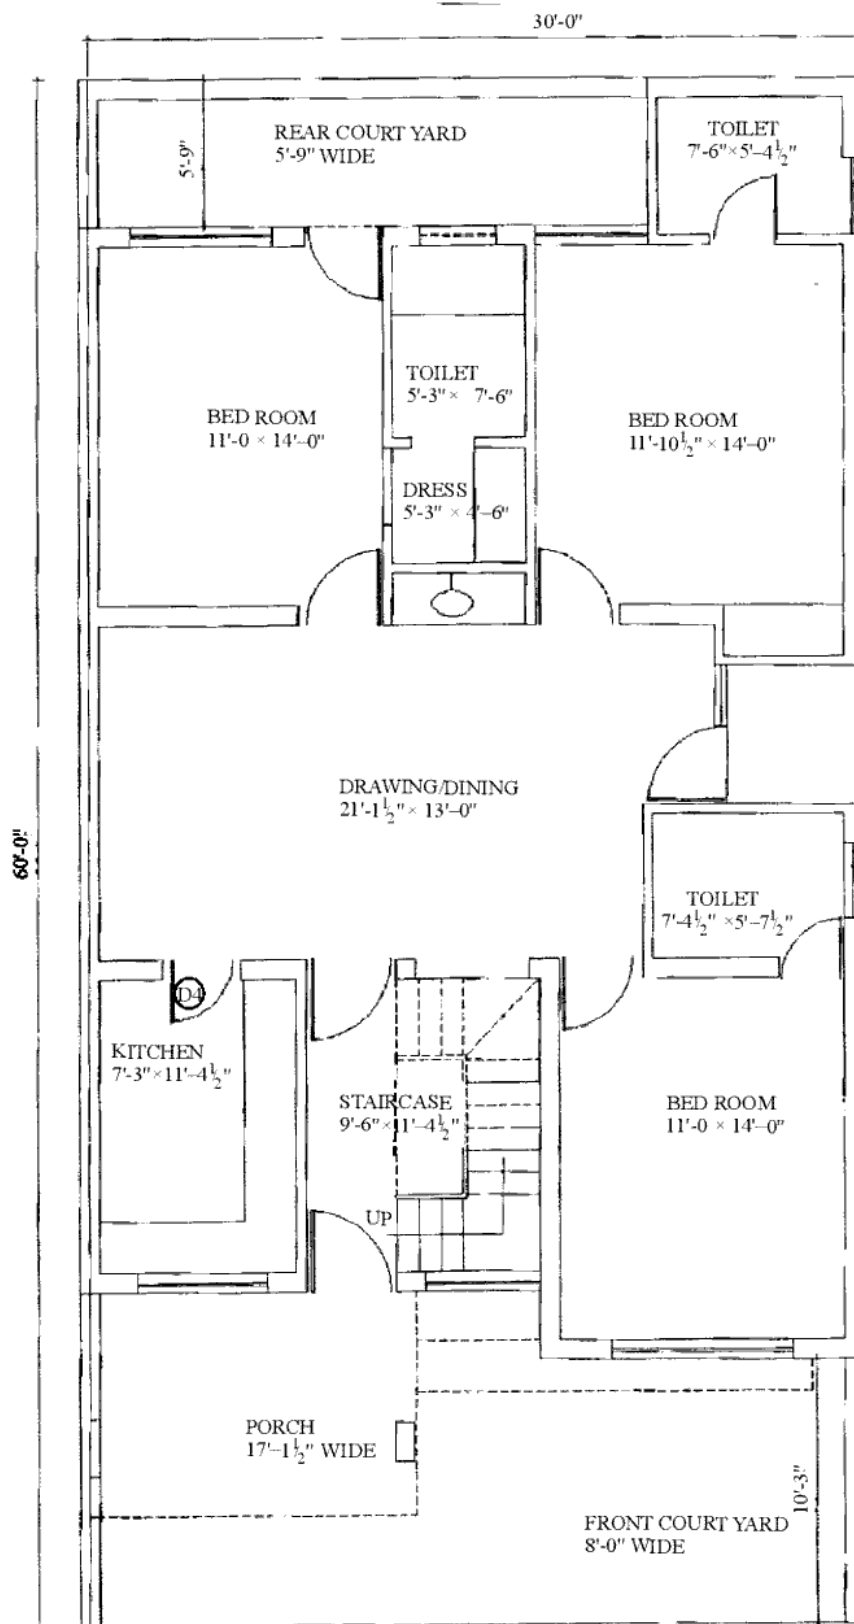 30'-0"
REAR COURT YARD
5'-9" WIDE
5'-9"
TOILET
7'-6"×5'–4½"
TOILET
5'-3"× 7'-6"
BED ROOM
11'-0 × 14'–0"
BED ROOM
11'-10½" × 14'–0"
DRESS
5'-3" × 4'–6"
DRAWING/DINING
21'-1½" × 13'–0"
60'-0"
TOILET
7'-4½" ×5'–7½"
D4
KITCHEN
7'-3"×11'–4½"
STAIRCASE
9'-6"×11'–4½"
BED ROOM
11'-0 × 14'–0"
UP
PORCH
17'–1½" WIDE
10'-3"
FRONT COURT YARD
8'-0" WIDE